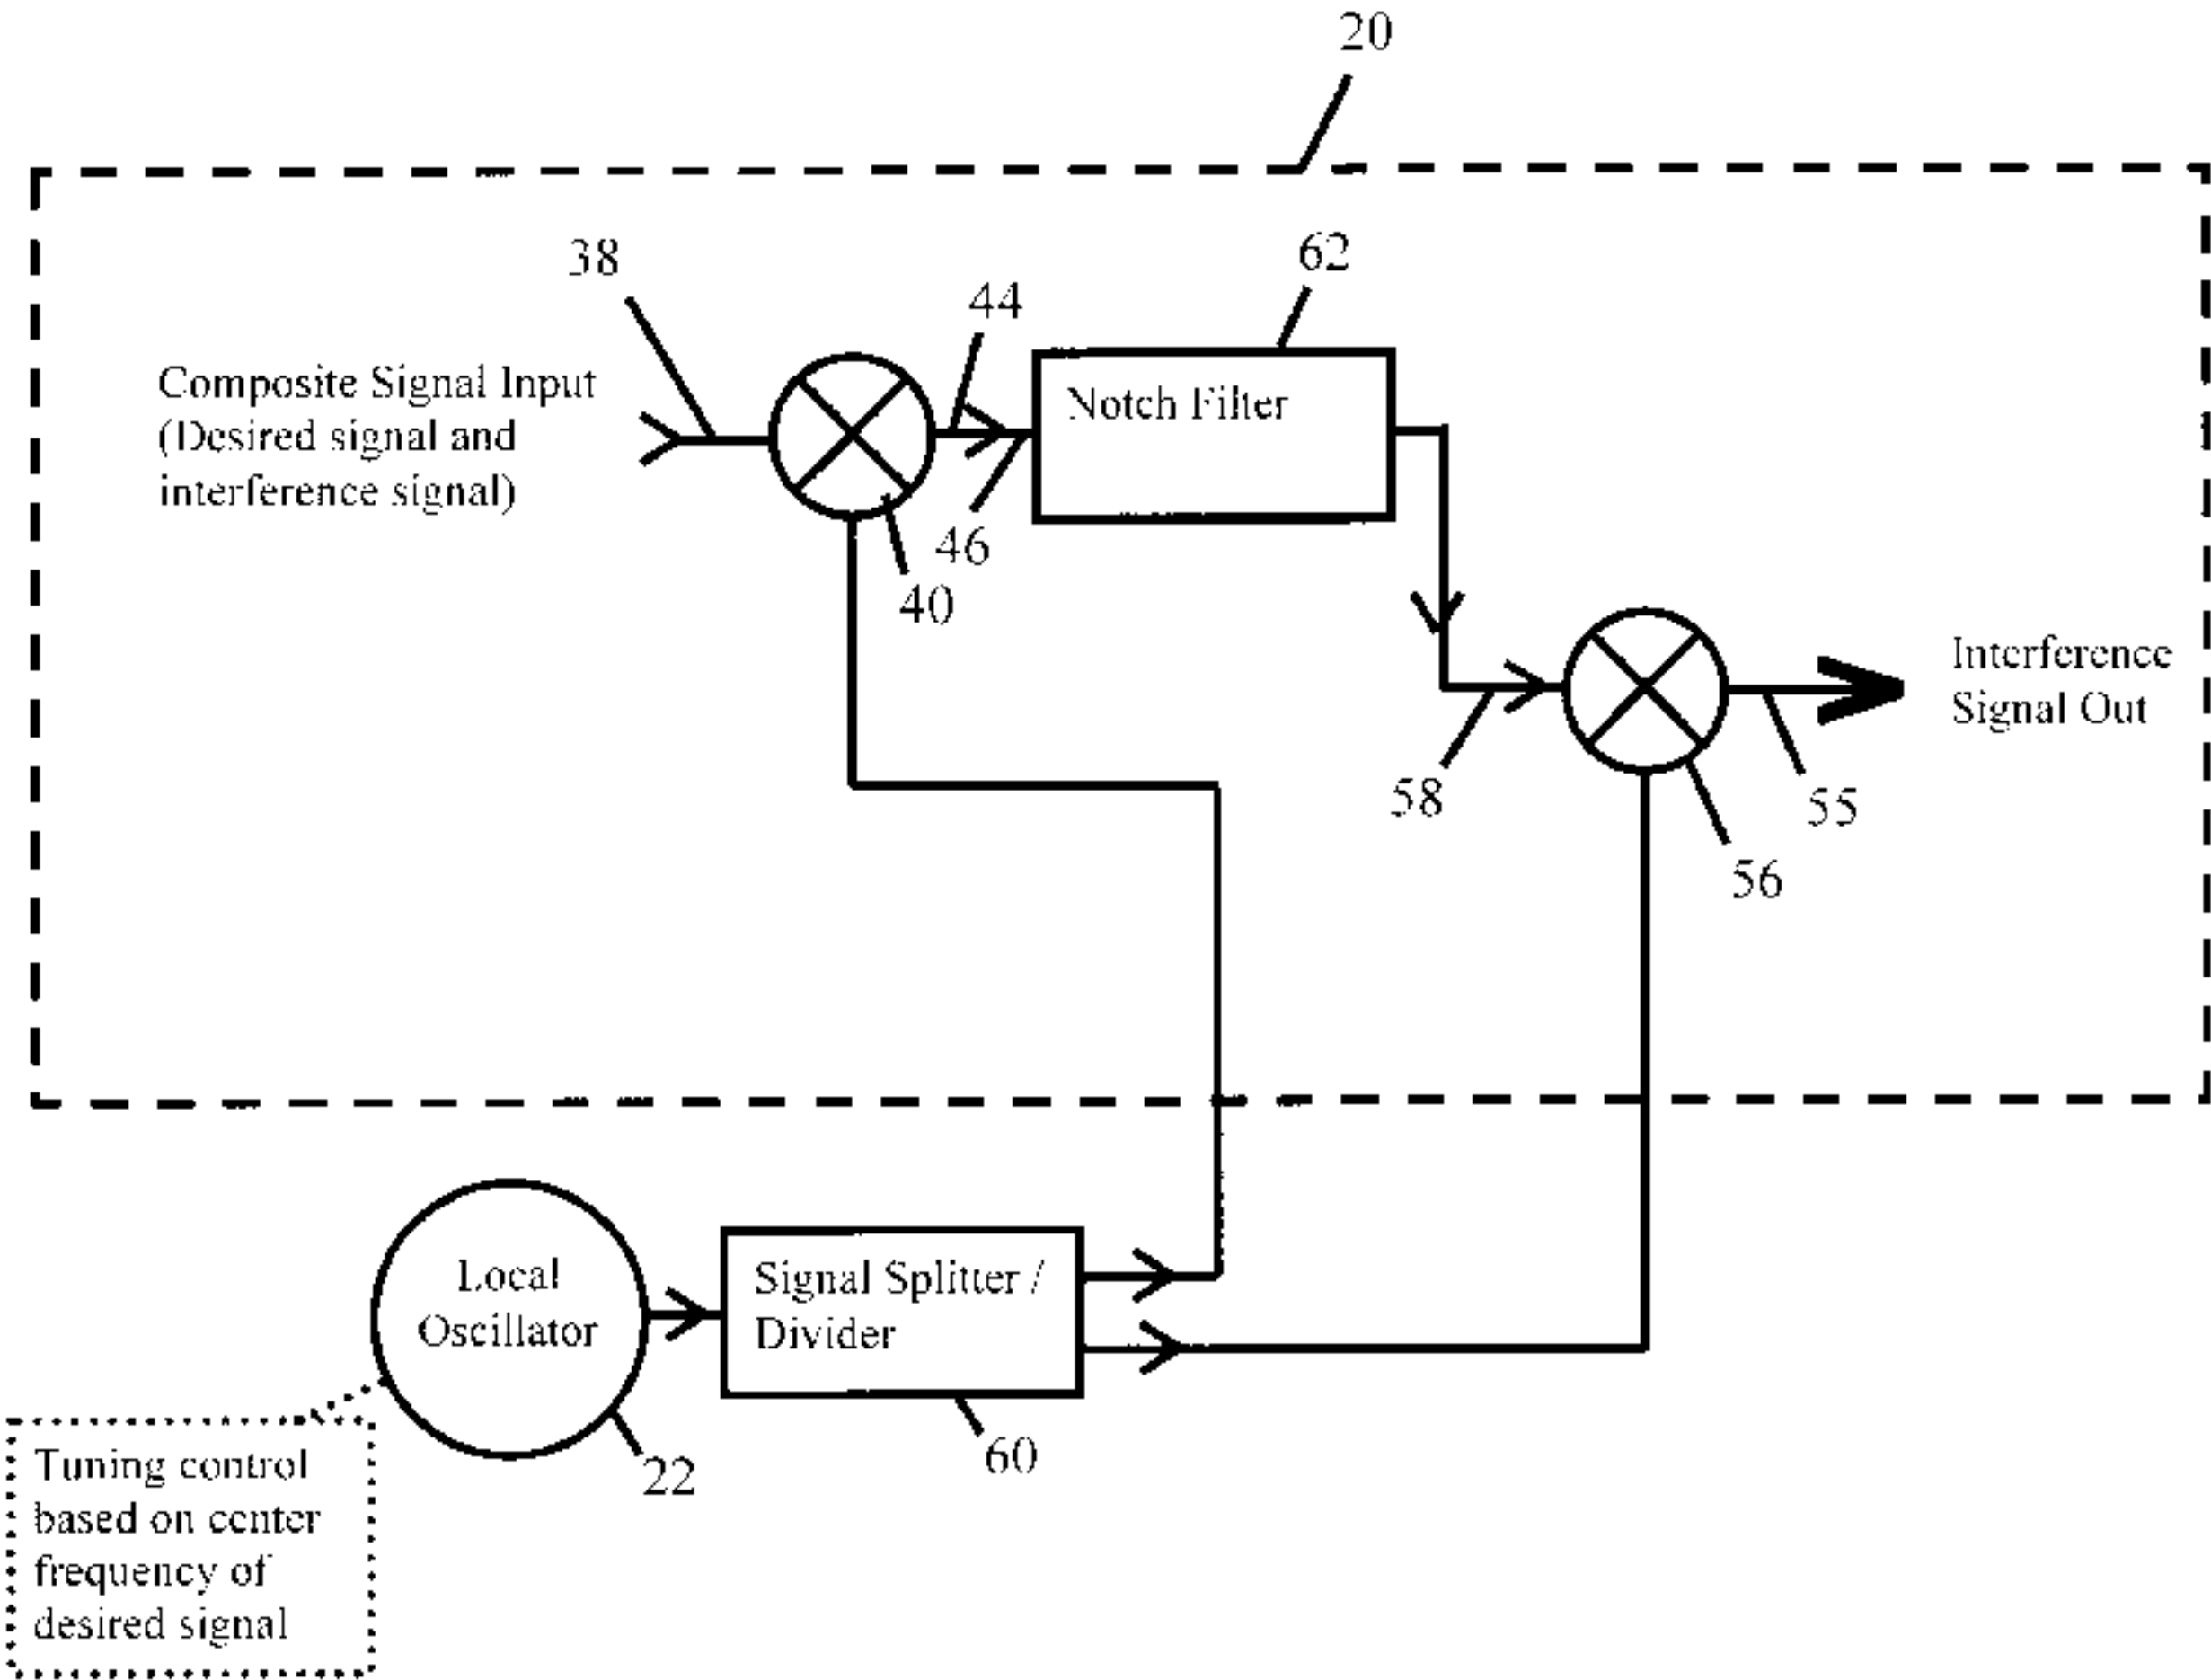 20
38
62
44
Composite Signal Input
(Desired signal and
interference signal)
Notch Filter
46
40
Interference
Signal Out
58
55
56
Local
Oscillator
Signal Splitter /
Divider
22
60
Tuning control
based on center
frequency of
desired signal